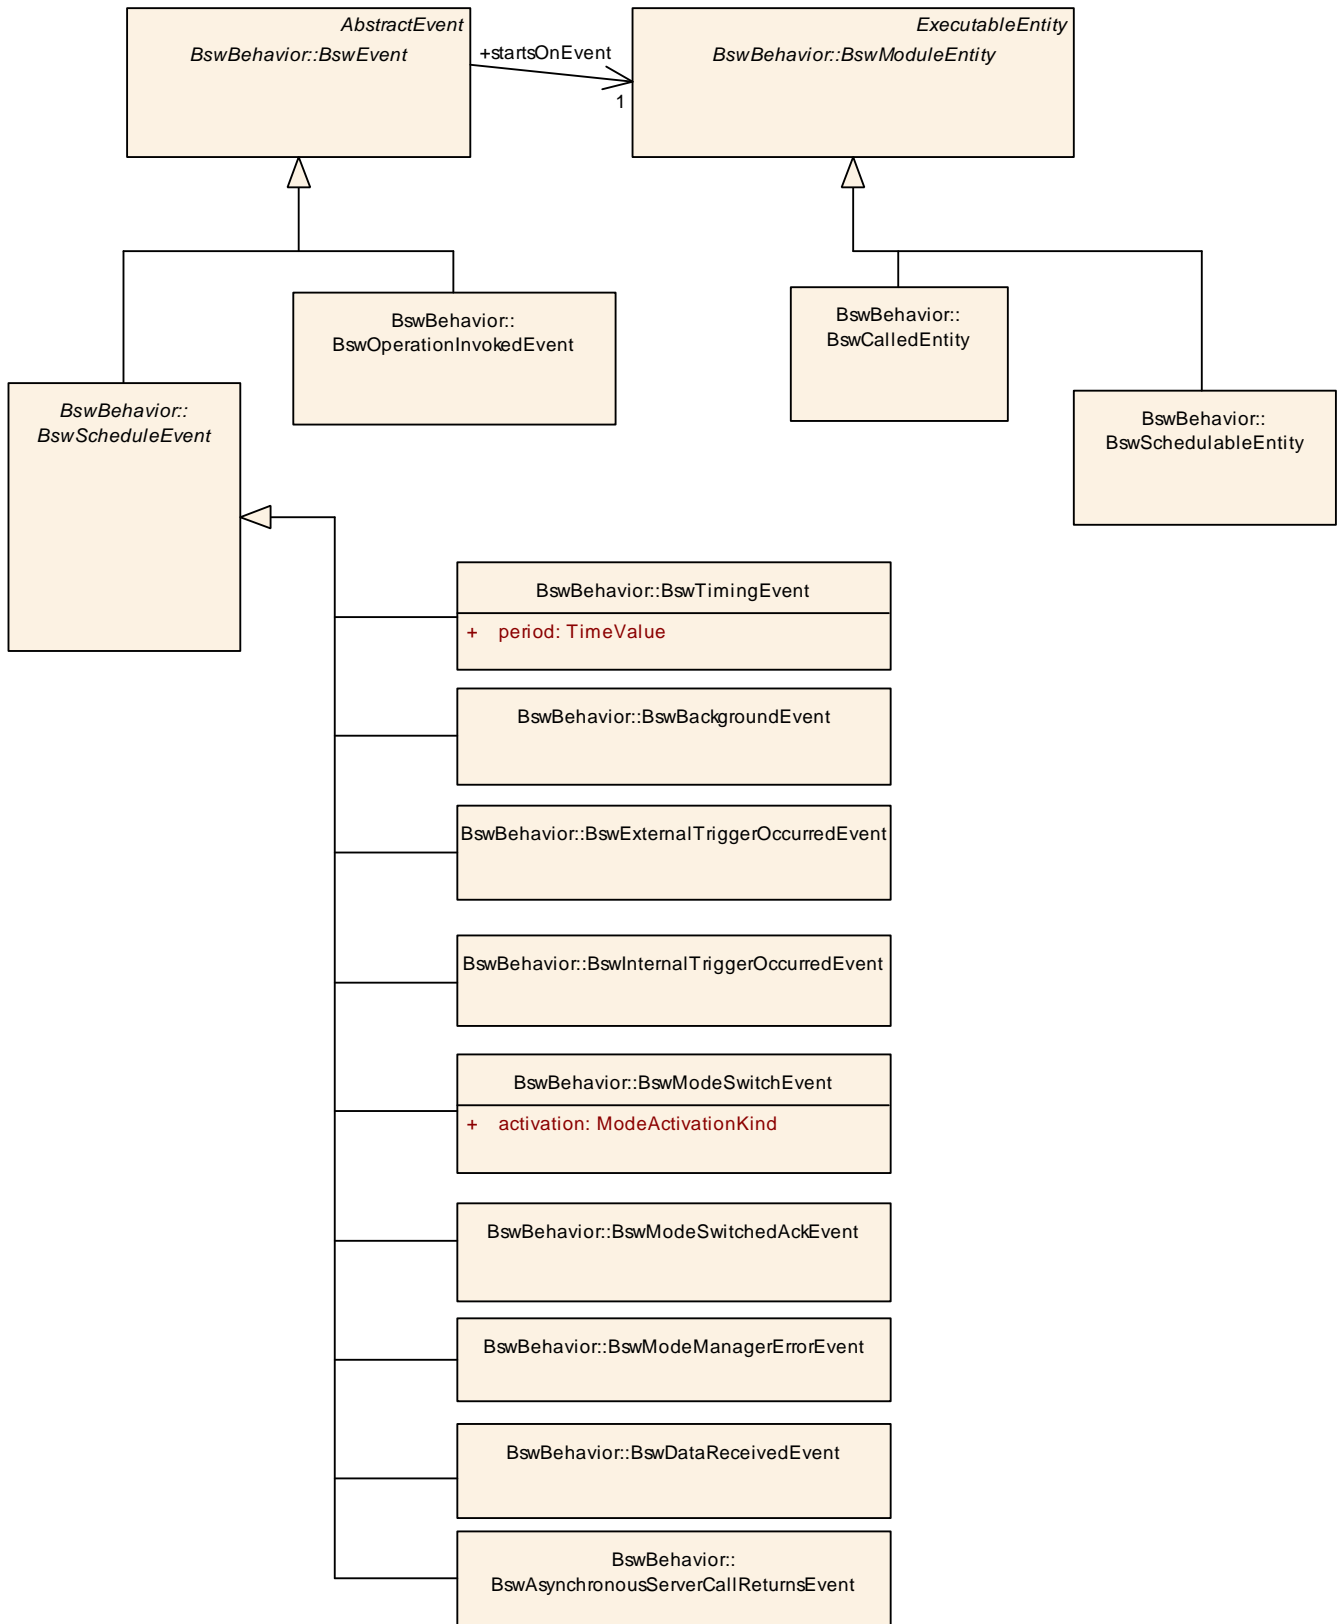 AbstractEvent
BswBehavior::BswEvent
+startsOnEvent
1
ExecutableEntity
BswBehavior::BswModuleEntity
BswBehavior::
BswOperationInvokedEvent
BswBehavior::
BswCalledEntity
BswBehavior::
BswScheduleEvent
BswBehavior::
BswSchedulableEntity
BswBehavior::BswTimingEvent
+ period: TimeValue
BswBehavior::BswBackgroundEvent
BswBehavior::BswExternalTriggerOccurredEvent
BswBehavior::BswInternalTriggerOccurredEvent
BswBehavior::BswModeSwitchEvent
+ activation: ModeActivationKind
BswBehavior::BswModeSwitchedAckEvent
BswBehavior::BswModeManagerErrorEvent
BswBehavior::BswDataReceivedEvent
BswBehavior::
BswAsynchronousServerCallReturnsEvent